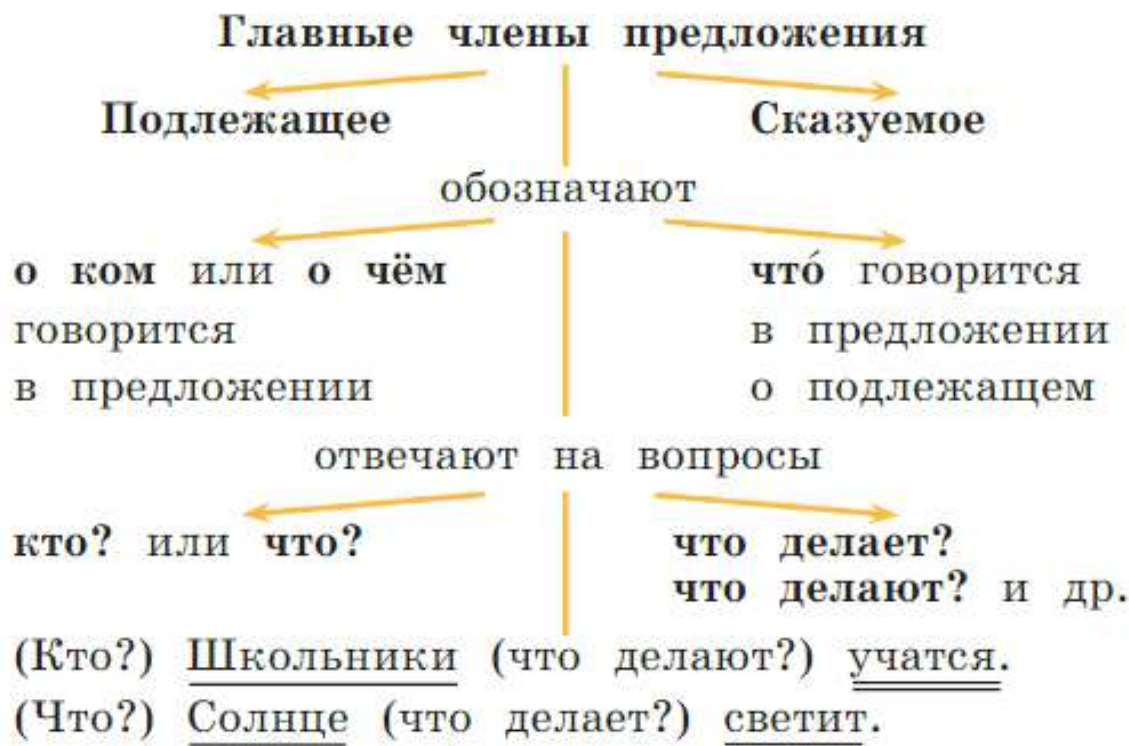 Главные члены предложения
Подлежащее Сказуемое
обозначают
о ком или о чём
говорится
в предложении
что́ говорится
в предложении
о подлежащем
отвечают на вопросы
кто? или что?
что делает?
что делают? и др.
(Кто?) Школьники (что делают?) учатся.
(Что?) Солнце (что делает?) светит.